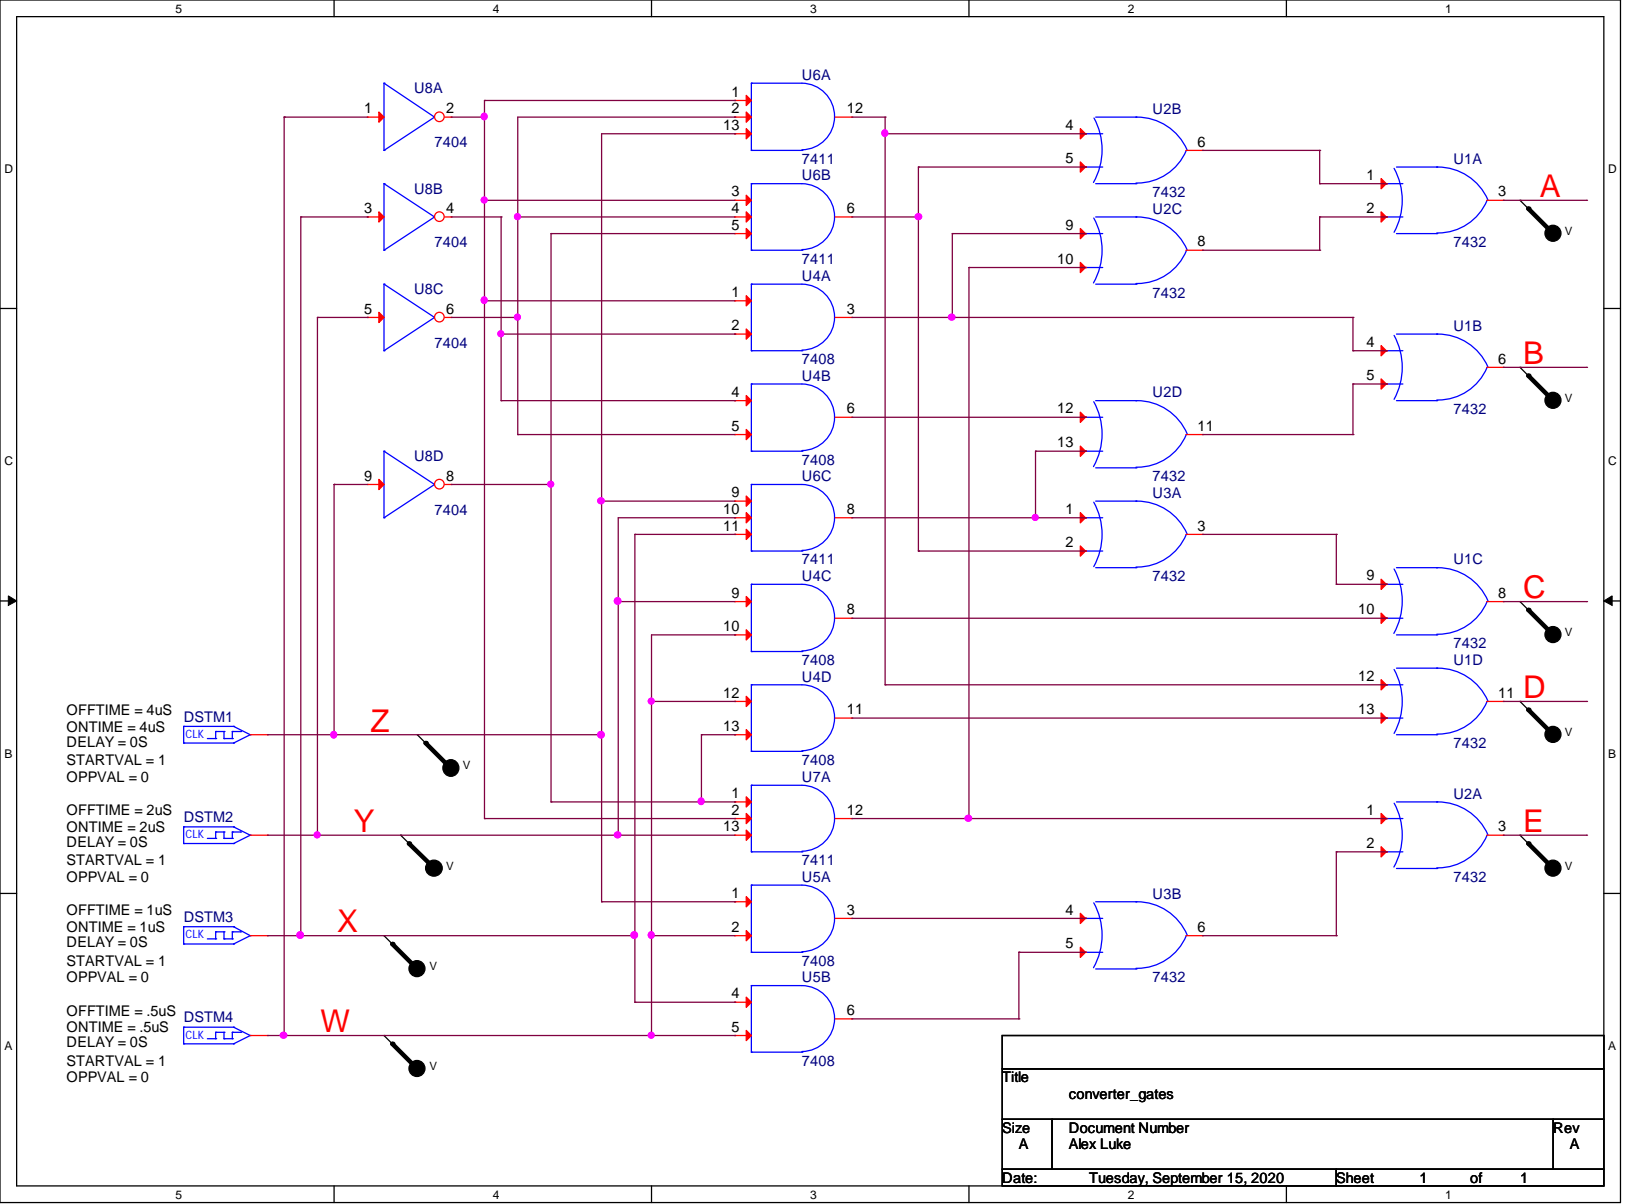 5 4 3 2 1
D D
C C
B B
A A
U8A
1 2
7404
U8B
3 4
7404
U8C
5 6
7404
U8D
9 8
7404
U6A
1
2
13
12
7411
U6B
3
4
5
6
7411
U4A
1
2
3
7408
U4B
4
5
6
7408
U6C
9
10
11
8
7411
U4C
9
10
8
7408
U4D
12
13
11
7408
U7A
1
2
13
12
7411
U5A
1
2
3
7408
U5B
4
5
6
7408
U2B
4
5
6
7432
U2C
9
10
8
7432
U2D
12
13
11
7432
U3A
1
2
3
7432
U3B
4
5
6
7432
U1A
1
2
3
7432
A
V
U1B
4
5
6
7432
B
V
U1C
9
10
8
7432
C
V
U1D
12
13
11
D
V
U2A
1
2
3
7432
E
V
OFFTIME = 4uS
ONTIME = 4uS
DELAY = 0S
STARTVAL = 1
OPPVAL = 0
DSTM1
CLK
Z
V
OFFTIME = 2uS
ONTIME = 2uS
DELAY = 0S
STARTVAL = 1
OPPVAL = 0
DSTM2
CLK
Y
V
OFFTIME = 1uS
ONTIME = 1uS
DELAY = 0S
STARTVAL = 1
OPPVAL = 0
DSTM3
CLK
X
V
OFFTIME = .5uS
ONTIME = .5uS
DELAY = 0S
STARTVAL = 1
OPPVAL = 0
DSTM4
CLK
W
V
Title
converter_gates
Size Document Number Rev
A Alex Luke A
Date: Tuesday, September 15, 2020 Sheet 1 of 1
5 4 3 2 1